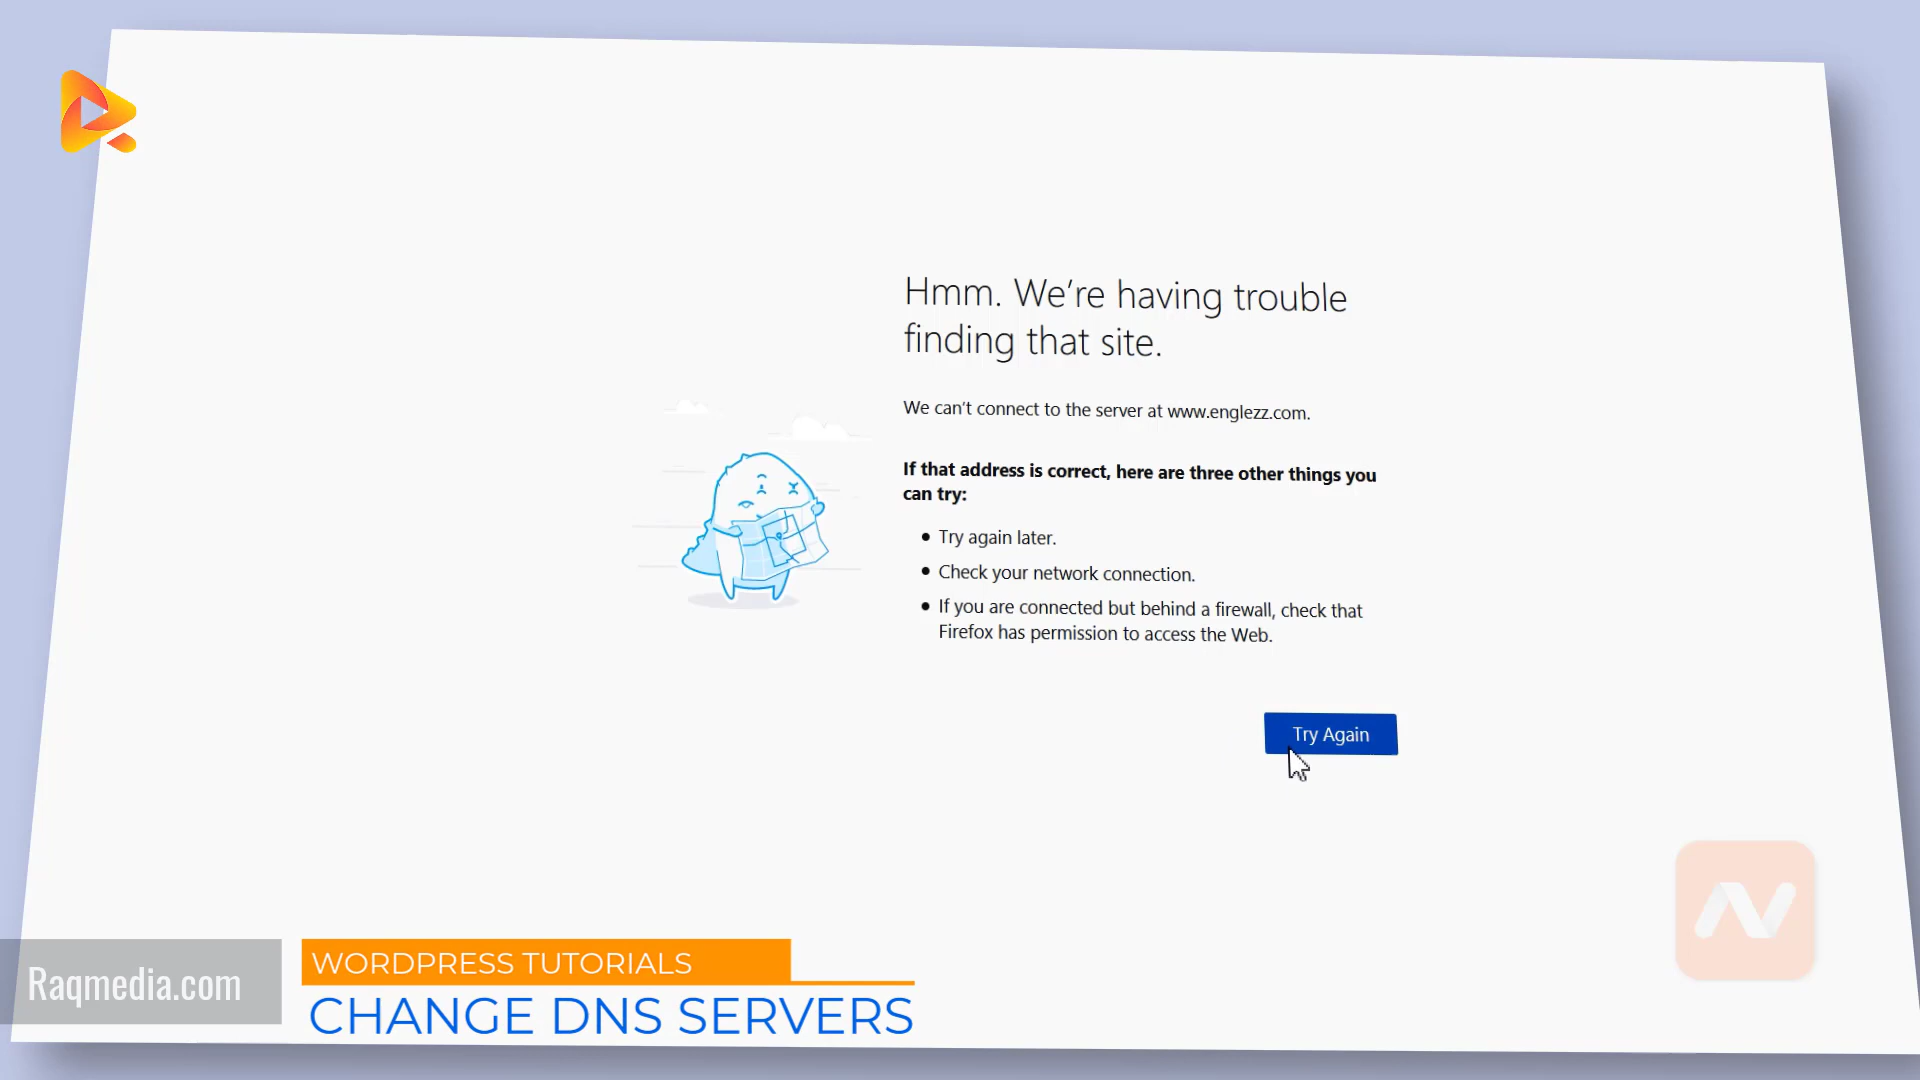 Hmm. We're having trouble
finding that site.
We can't connect to the server at www.englezz.com.
If that address is correct, here are three other things you
can try:
• Try again later.
• Check your network connection.
• If you are connected but behind a firewall, check that
Firefox has permission to access the Web.
Try Again
Raqmedia.com
WORDPRESS TUTORIALS
CHANGE DNS SERVERS